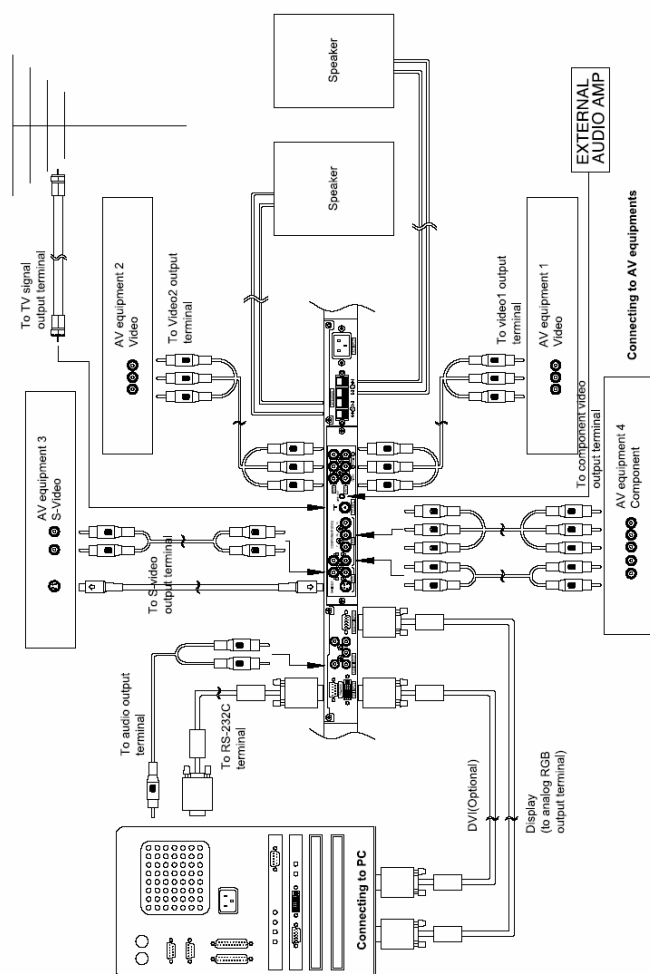 Speaker
Speaker
EXTERNAL
AUDIO AMP
To TV signal
output terminal
AV equipment 2
Video
To Video2 output
terminal
To video1 output
terminal
AV equipment 1
Video
Connecting to AV equipments
AV equipment 3
S-Video
To S-video
output terminal
To component video
output terminal
AV equipment 4
Component
To audio output
terminal
To RS-232C
terminal
DVI(Optional)
Display
(to analog RGB
output terminal)
Connecting to PC